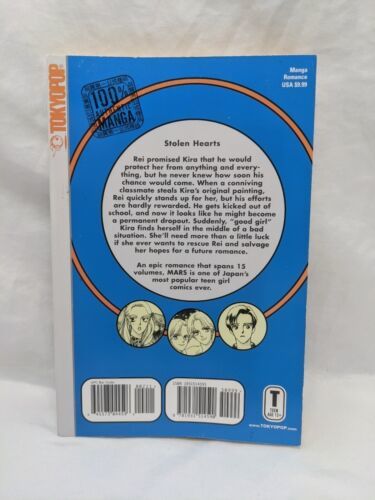 TOKYOPOP
100%
AUTHENTIC
MANGA
Manga
Romance
USA $9.99
Stolen Hearts
Rei promised Kira that he would
protect her from anything and every-
thing, but he never knew how soon his
chance would come. When a conniving
classmate steals Kira's original painting,
Rei quickly stands up for her, but his efforts
are hardly rewarded. He gets kicked out of
school, and now it looks like he might become
a permanent dropout. Suddenly, "good girl"
Kira finds herself in the middle of a bad
situation. She'll need more than a little luck
if she ever wants to rescue Rei and salvage
her hopes for a future romance.
An epic romance that spans 15
volumes, MARS is one of Japan's
most popular teen girl
comics ever.
T
TEEN
AGE 13+
www.TOKYOPOP.com